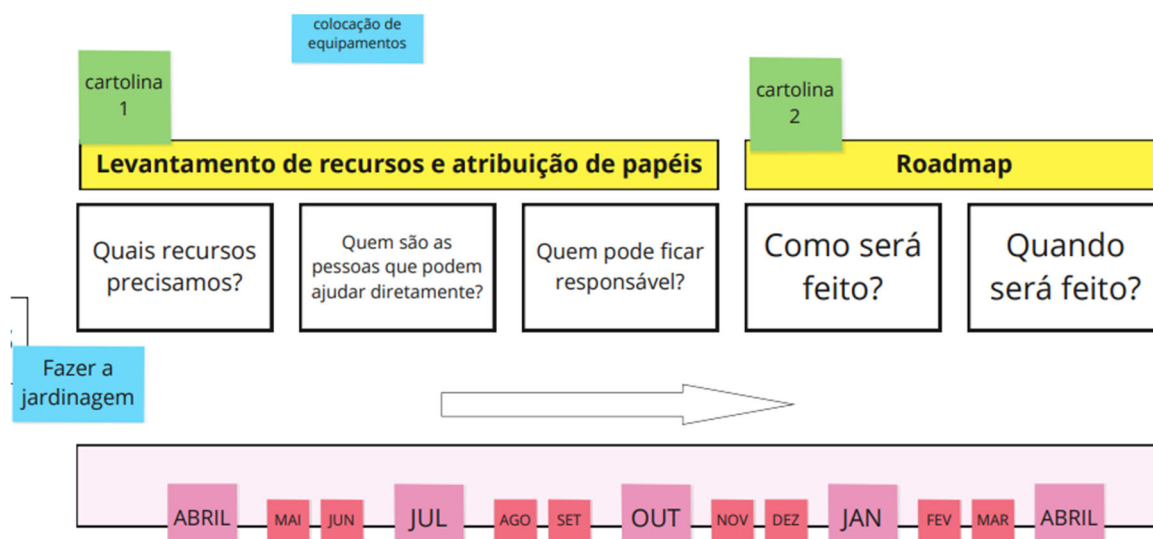 colocação de
equipamentos
cartolina
1
cartolina
2
Levantamento de recursos e atribuição de papéis
Roadmap
Quais recursos
precisamos?
Quem são as
pessoas que podem
ajudar diretamente?
Quem pode ficar
responsável?
Como será
feito?
Quando
será feito?
Fazer a
jardinagem
ABRIL MAI JUN JUL AGO SET OUT NOV DEZ JAN FEV MAR ABRIL